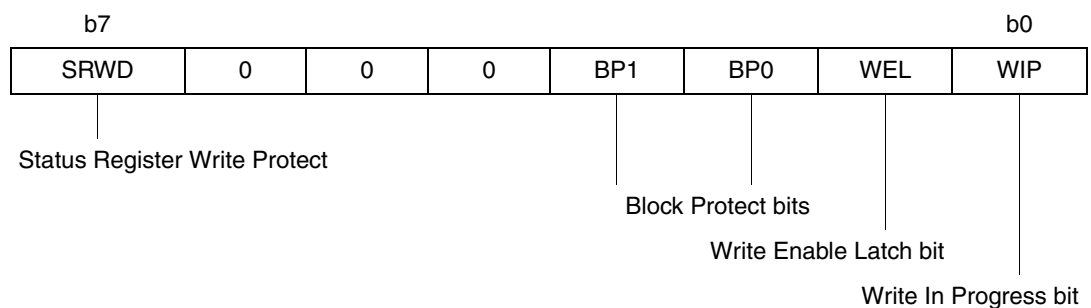 b7 b0
SRWD 0 0 0 BP1 BP0 WEL WIP
Status Register Write Protect
Block Protect bits
Write Enable Latch bit
Write In Progress bit